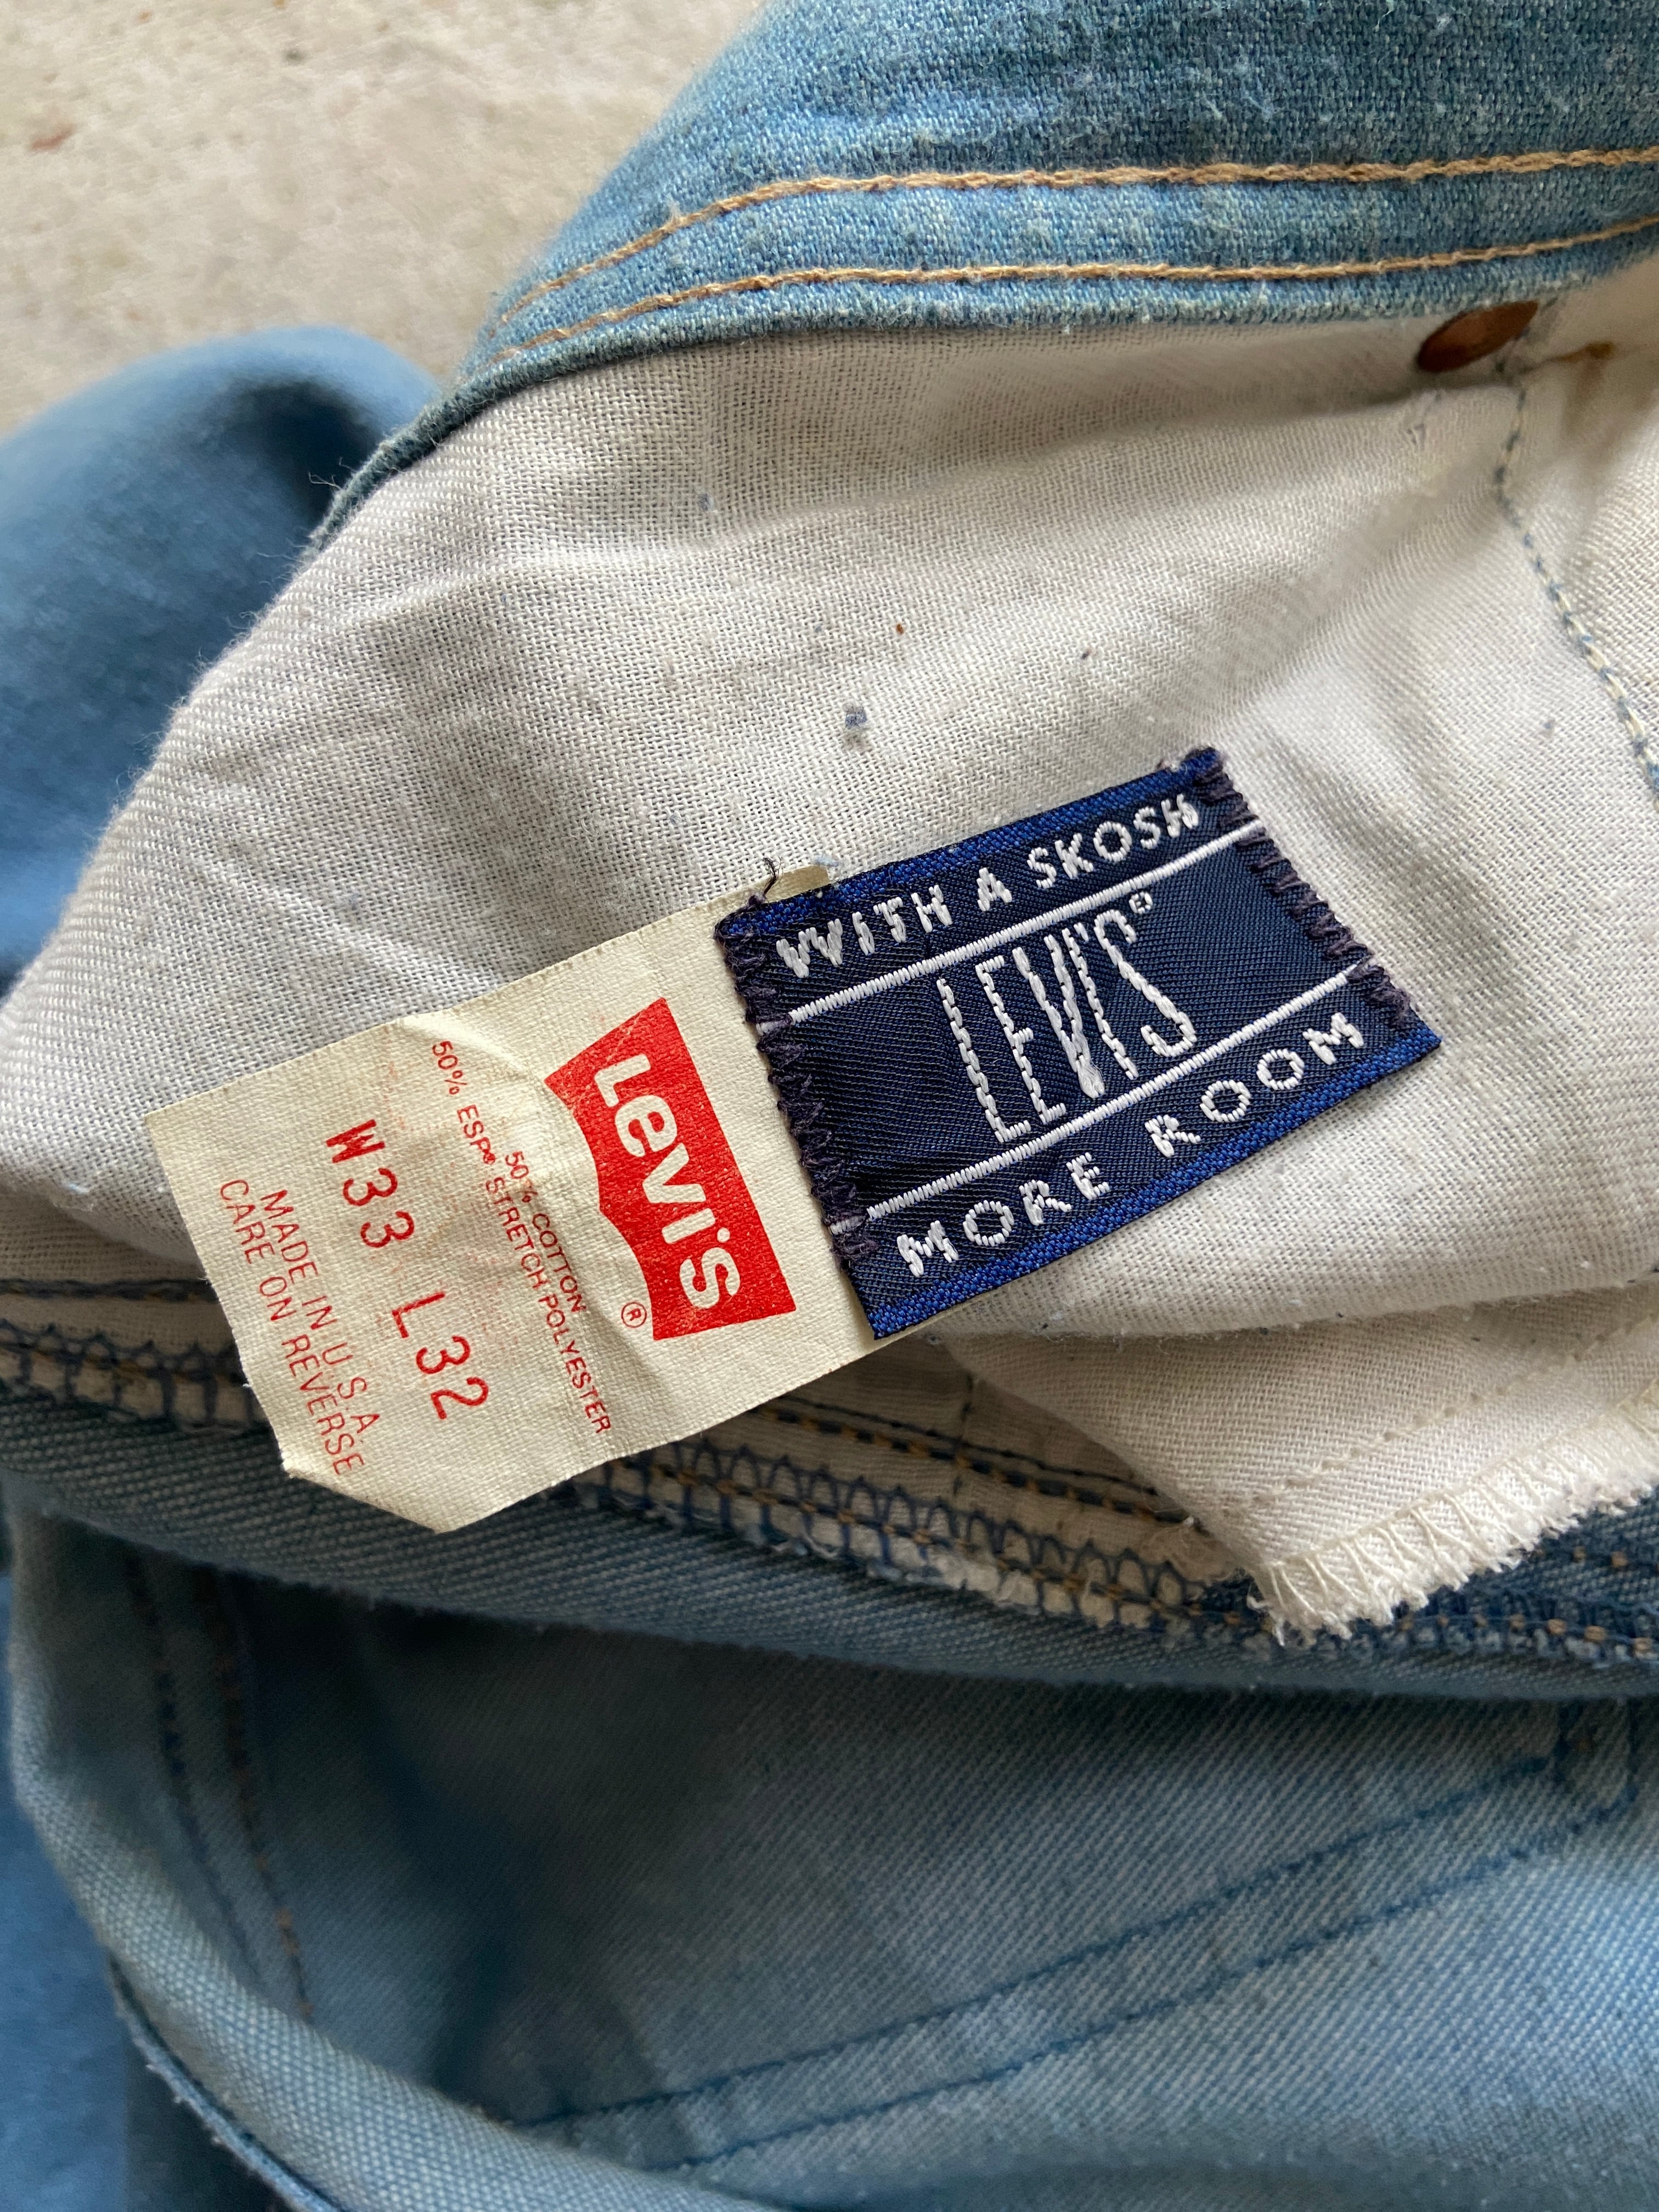 WITH A SKOSH
LEVI'S®
MORE ROOM
Levi's ®
50% COTTON
50% ESP® STRETCH POLYESTER
W33 L32
MADE IN U S A.
CARE ON REVERSE